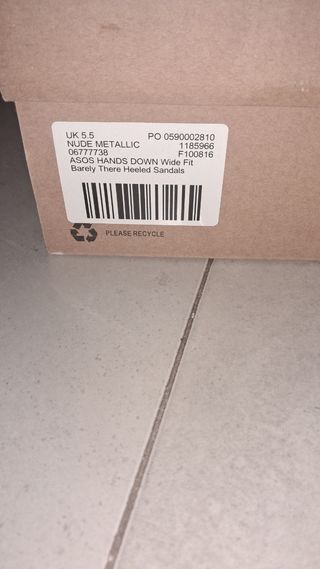 UK 5.5 PO 0590002810
NUDE METALLIC 1185966
06777738 F100816
ASOS HANDS DOWN Wide Fit
Barely There Heeled Sandals
PLEASE RECYCLE